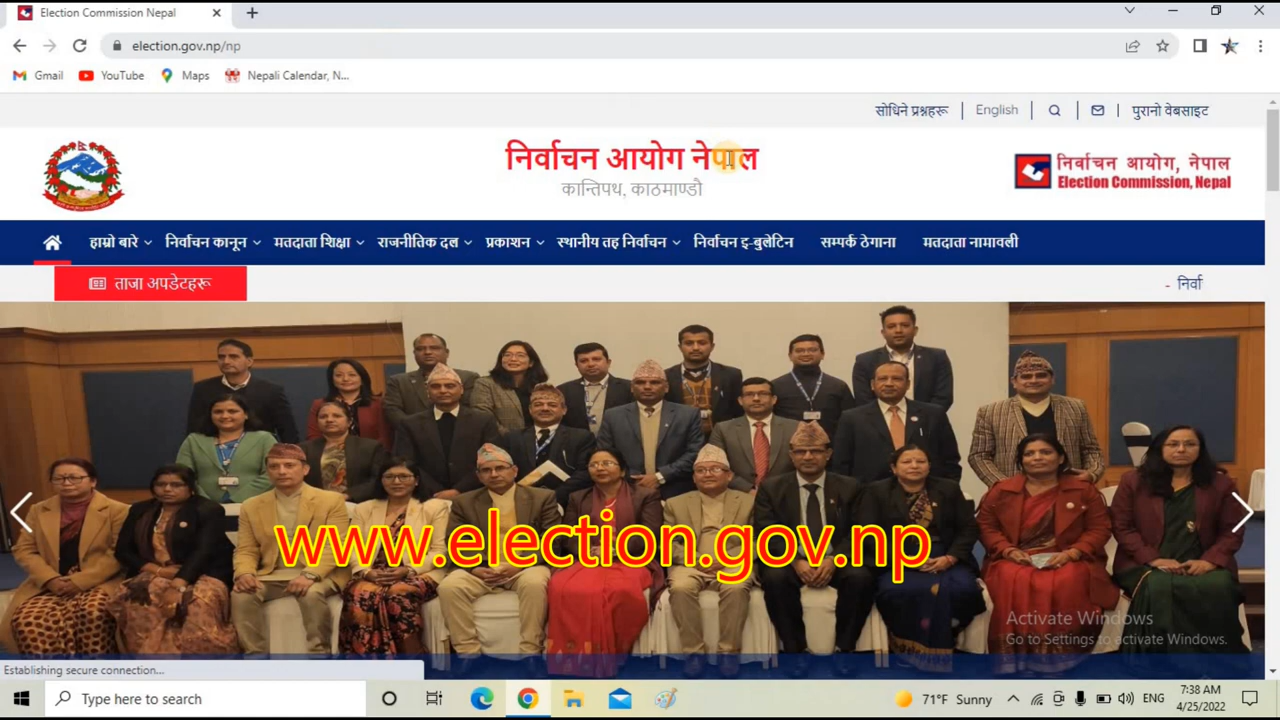 Election Commission Nepal
election.gov.np/np
Gmail YouTube Maps Nepali Calendar, N...
सोधिने प्रश्नहरू English पुरानो वेबसाइट
निर्वाचन आयोग नेपाल
कान्तिपथ, काठमाण्डौ
निर्वाचन आयोग, नेपाल
Election Commission, Nepal
हाम्रो बारे निर्वाचन कानून मतदाता शिक्षा राजनीतिक दल प्रकाशन स्थानीय तह निर्वाचन निर्वाचन इ-बुलेटिन सम्पर्क ठेगाना मतदाता नामावली
ताजा अपडेटहरू - निर्वा
www.election.gov.np
Activate Windows
Go to Settings to activate Windows.
Establishing secure connection...
Type here to search 71°F Sunny ENG 7:38 AM
4/25/2022